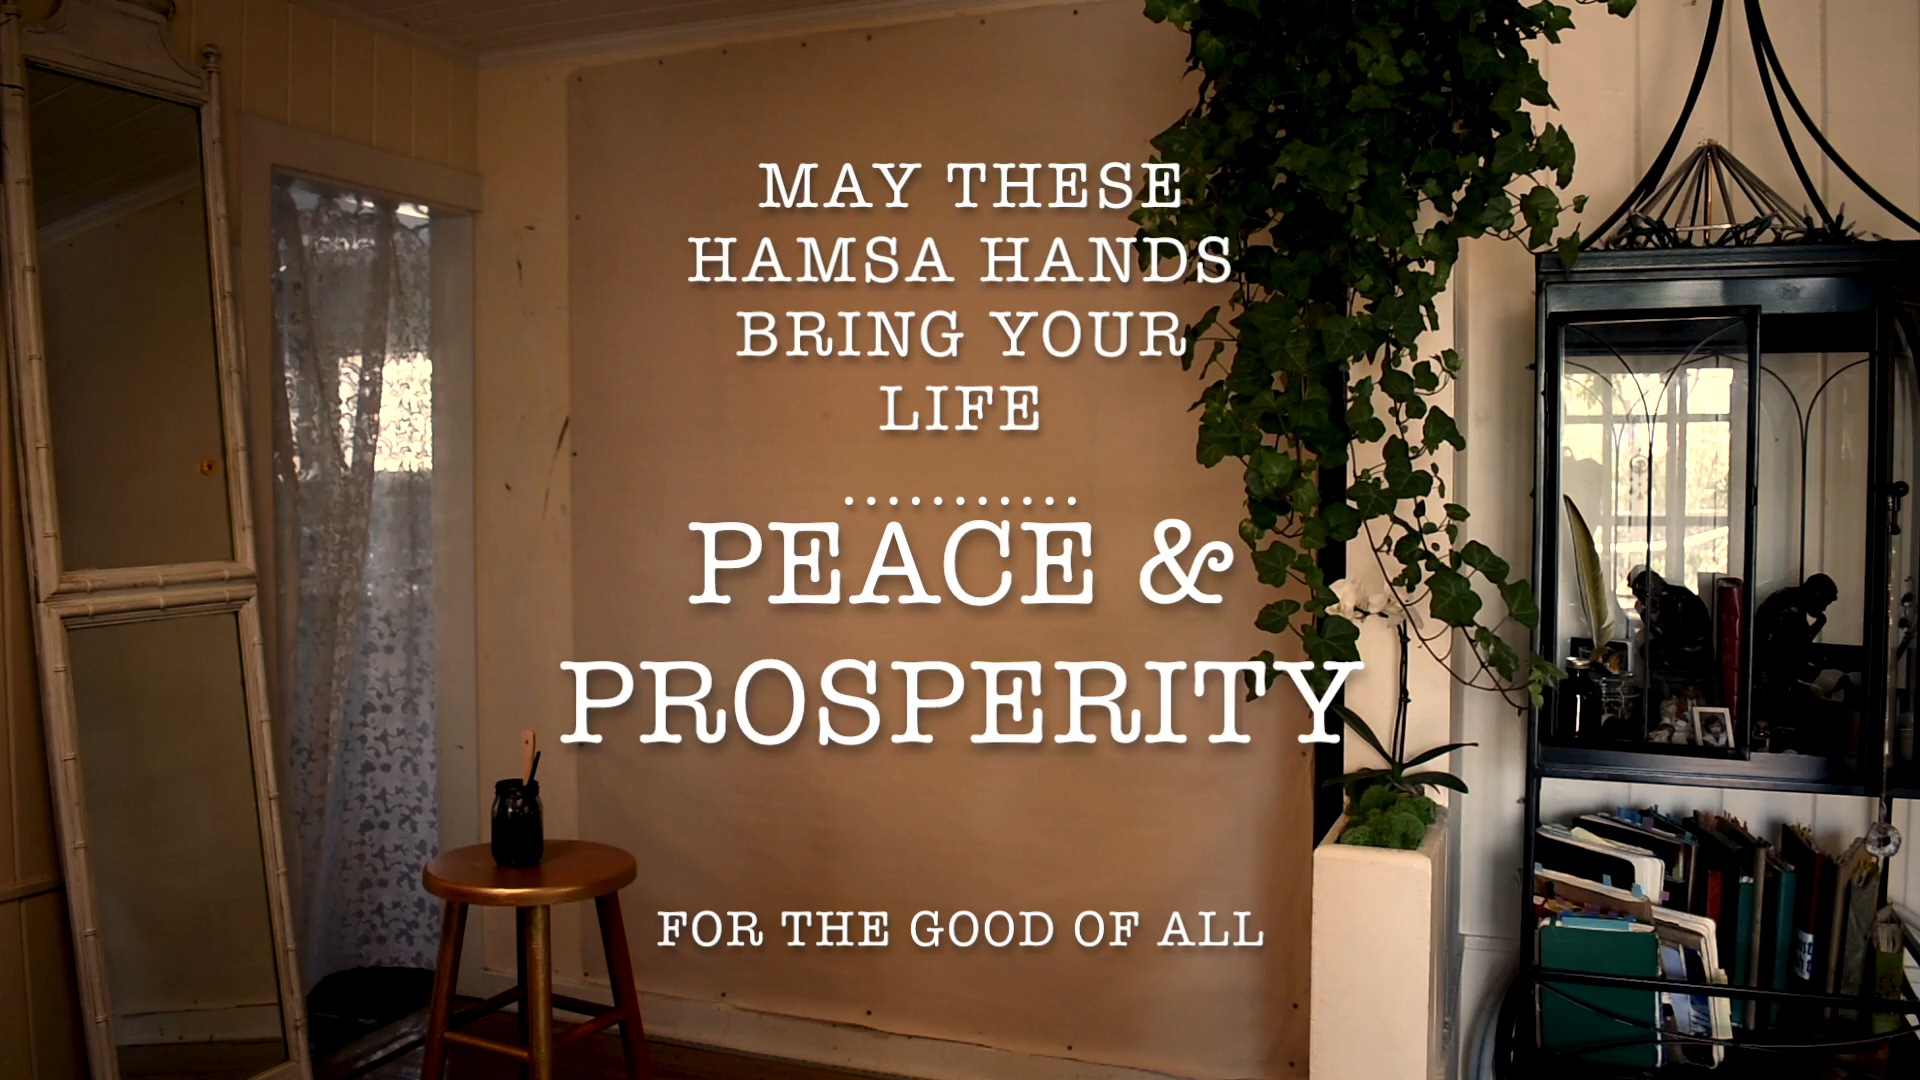 MAY THESE
HAMSA HANDS
BRING YOUR
LIFE
...........
PEACE &
PROSPERITY
FOR THE GOOD OF ALL